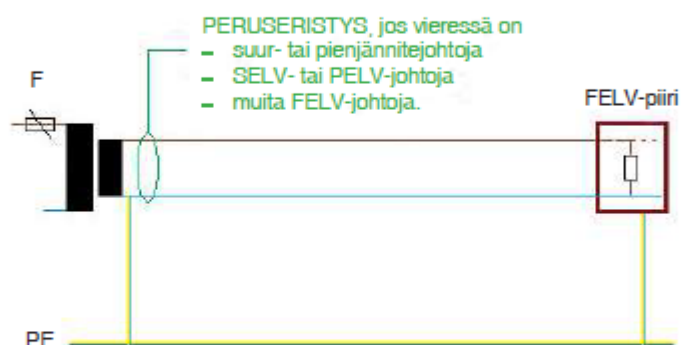 PERUSERISTYS, jos vieressä on
– suur- tai pienjännitejohtoja
– SELV- tai PELV-johtoja
– muita FELV-johtoja.
F
FELV-piiri
PE